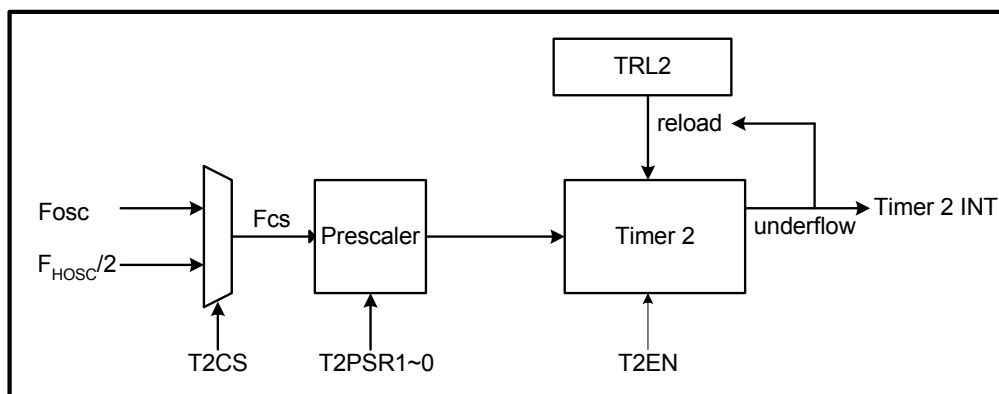 TRL2
reload
Fosc
Fcs
Prescaler
Timer 2
underflow
Timer 2 INT
FHOSC/2
T2CS
T2PSR1~0
T2EN